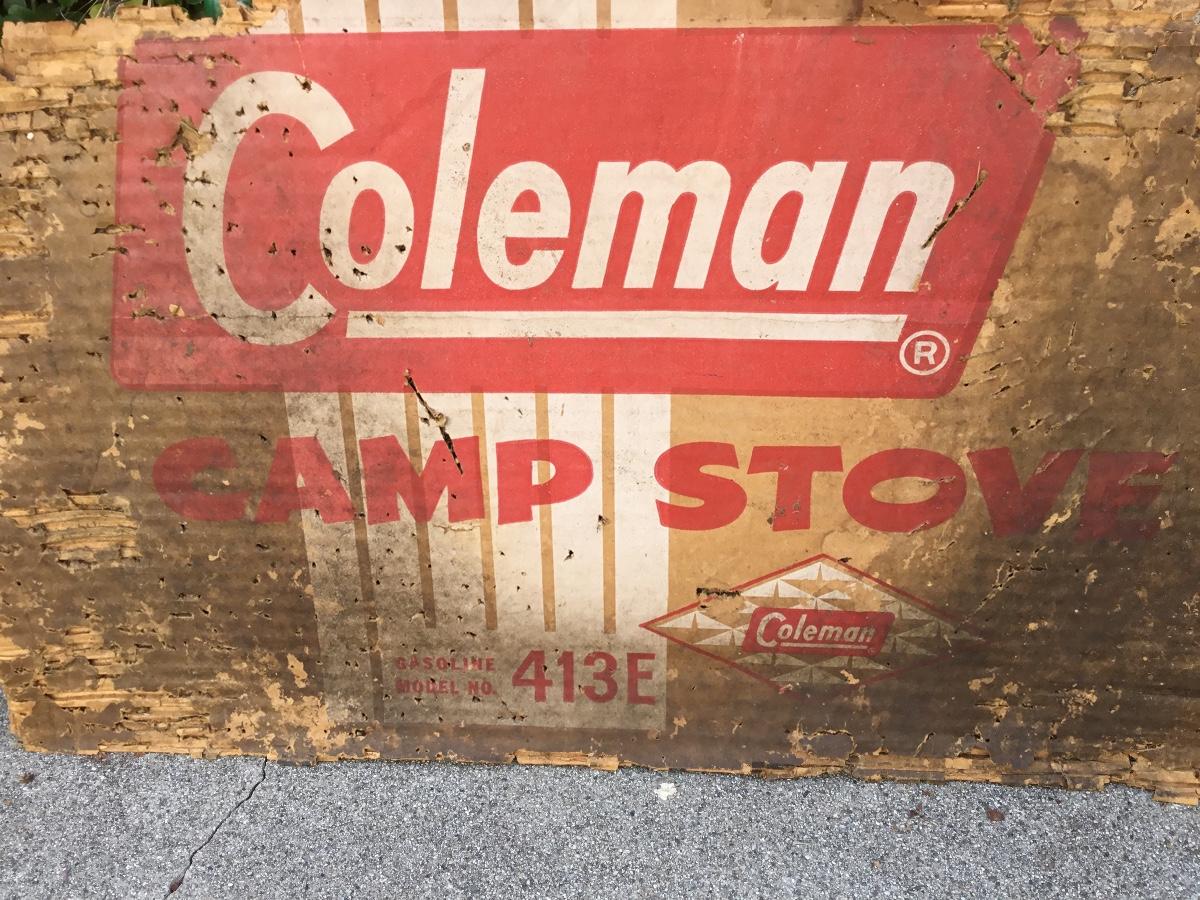 Coleman
®
CAMP STOVE
Coleman
GASOLINE
MODEL NO. 413E